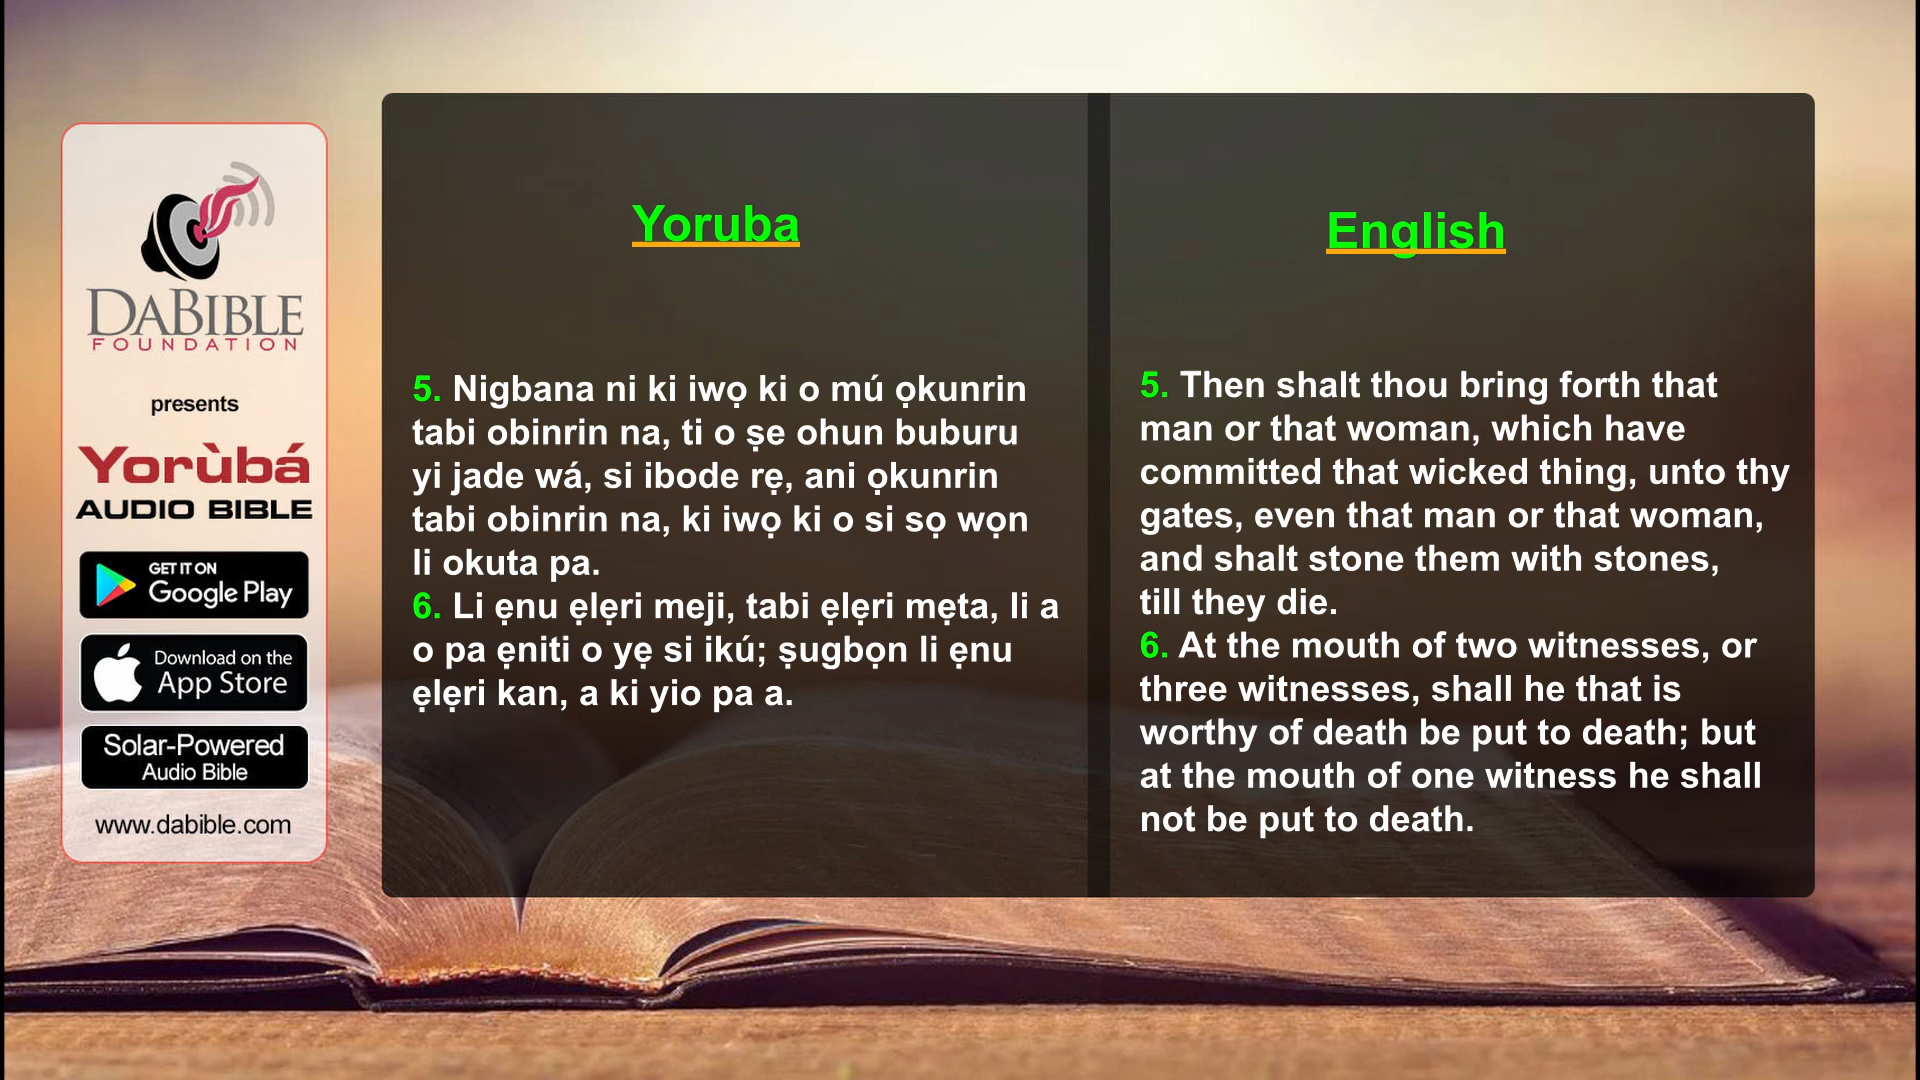 DABIBLE
FOUNDATION
presents
Yorùbá
AUDIO BIBLE
GET IT ON
Google Play
Download on the
App Store
Solar-Powered
Audio Bible
www.dabible.com
Yoruba
5. Nigbana ni ki iwọ ki o mú ọkunrin
tabi obinrin na, ti o ṣe ohun buburu
yi jade wá, si ibode rẹ, ani ọkunrin
tabi obinrin na, ki iwọ ki o si sọ wọn
li okuta pa.
6. Li ẹnu ẹlẹri meji, tabi ẹlẹri mẹta, li a
o pa ẹniti o yẹ si ikú; ṣugbọn li ẹnu
ẹlẹri kan, a ki yio pa a.
English
5. Then shalt thou bring forth that
man or that woman, which have
committed that wicked thing, unto thy
gates, even that man or that woman,
and shalt stone them with stones,
till they die.
6. At the mouth of two witnesses, or
three witnesses, shall he that is
worthy of death be put to death; but
at the mouth of one witness he shall
not be put to death.